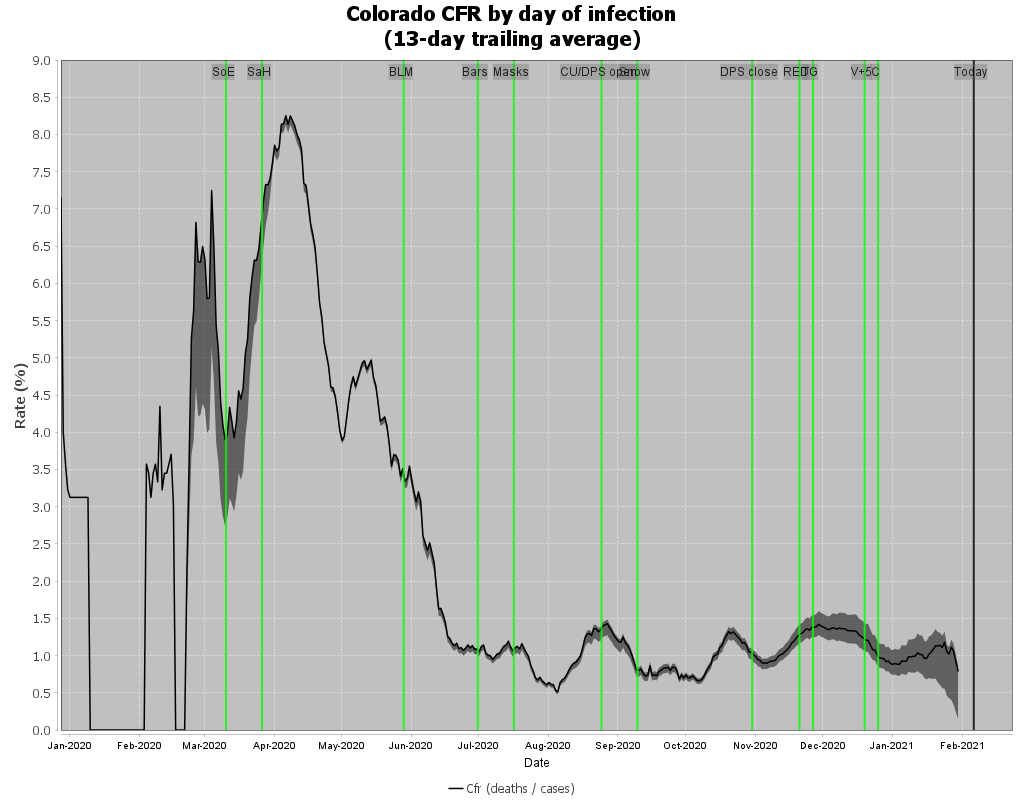 Colorado CFR by day of infection
(13-day trailing average)
SoE SaH BLM Bars Masks CU/DPS open Snow DPS close RED TG V+5C Today
9.0
8.5
8.0
7.5
7.0
6.5
6.0
5.5
5.0
4.5
4.0
3.5
3.0
2.5
2.0
1.5
1.0
0.5
0.0
Rate (%)
Jan-2020 Feb-2020 Mar-2020 Apr-2020 May-2020 Jun-2020 Jul-2020 Aug-2020 Sep-2020 Oct-2020 Nov-2020 Dec-2020 Jan-2021 Feb-2021
Date
Cfr (deaths / cases)